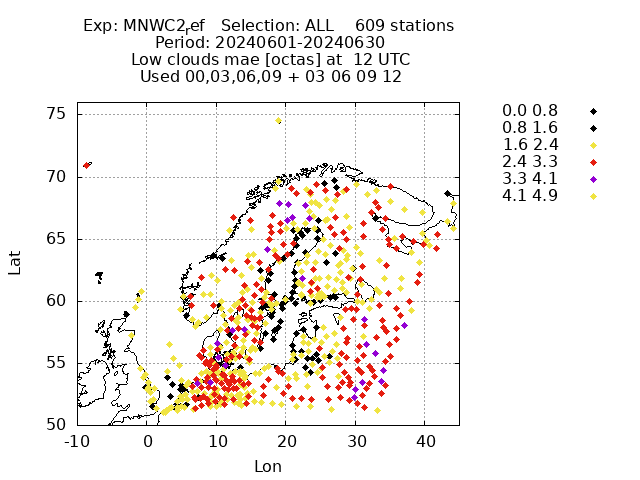 Exp: MNWC2_ref   Selection: ALL    609 stations
Period: 20240601-20240630
Low clouds mae [octas] at  12 UTC
Used 00,03,06,09 + 03 06 09 12
0.0 0.8
0.8 1.6
1.6 2.4
2.4 3.3
3.3 4.1
4.1 4.9
75
70
65
60
55
50
Lat
-10 0 10 20 30 40
Lon